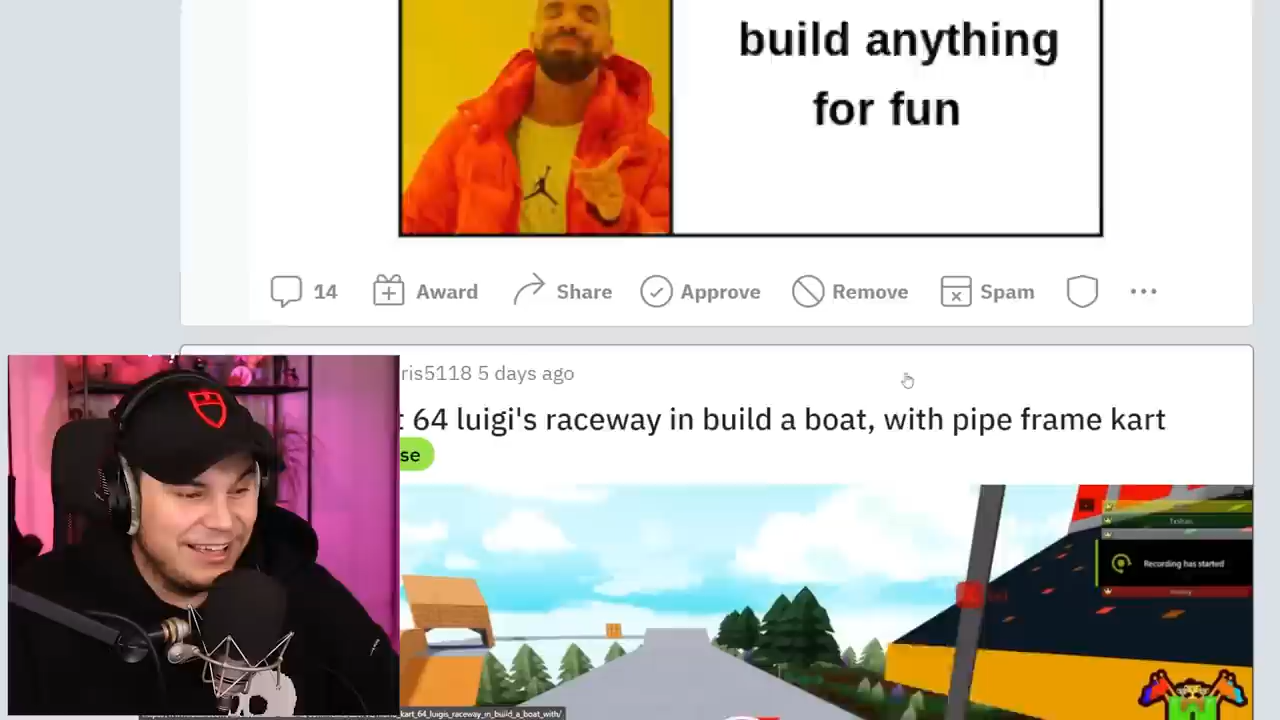 build anything
for fun
14 Award Share Approve Remove Spam
ris5118 5 days ago
64 luigi's raceway in build a boat, with pipe frame kart
se
Recording has started